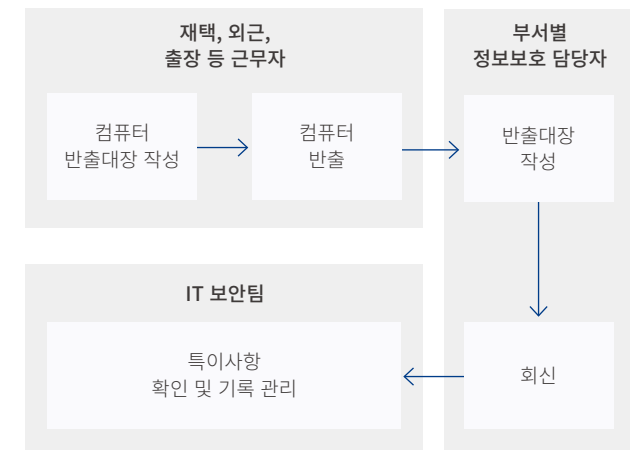 재택, 외근,
출장 등 근무자
컴퓨터
반출대장 작성
컴퓨터
반출
부서별
정보보호 담당자
반출대장
작성
회신
IT 보안팀
특이사항
확인 및 기록 관리